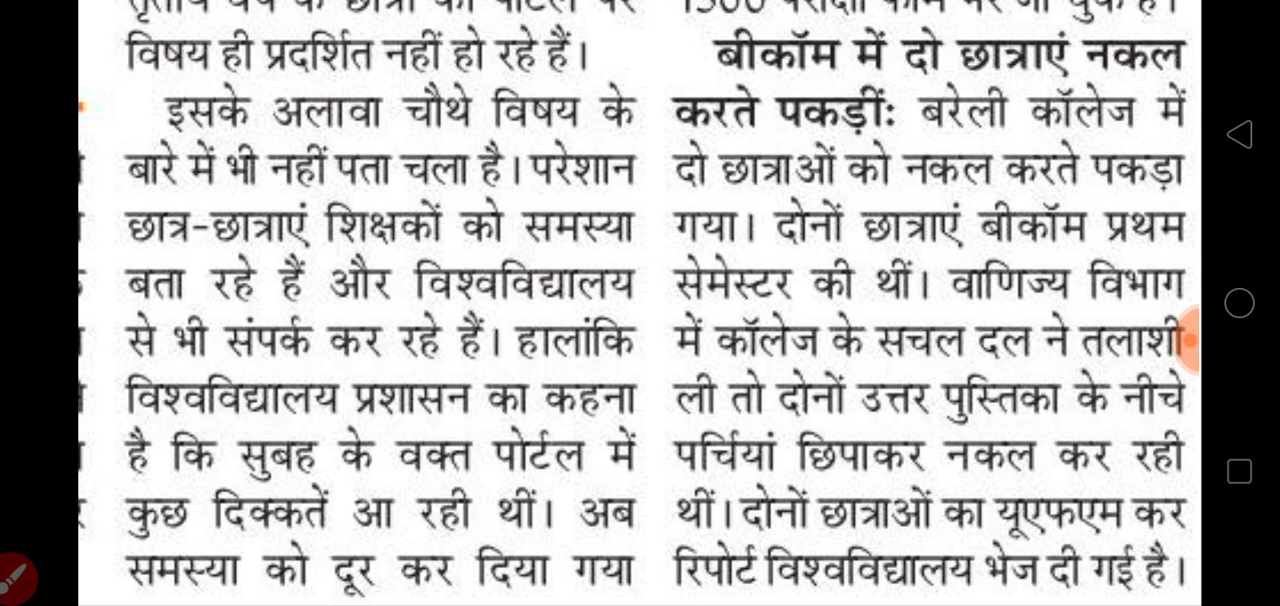 विषय ही प्रदर्शित नहीं हो रहे हैं।
इसके अलावा चौथे विषय के
बारे में भी नहीं पता चला है। परेशान
छात्र-छात्राएं शिक्षकों को समस्या
बता रहे हैं और विश्वविद्यालय
से भी संपर्क कर रहे हैं। हालांकि
विश्वविद्यालय प्रशासन का कहना
है कि सुबह के वक्त पोर्टल में
कुछ दिक्कतें आ रही थीं। अब
समस्या को दूर कर दिया गया
बीकॉम में दो छात्राएं नकल
करते पकड़ीं: बरेली कॉलेज में
दो छात्राओं को नकल करते पकड़ा
गया। दोनों छात्राएं बीकॉम प्रथम
सेमेस्टर की थीं। वाणिज्य विभाग
में कॉलेज के सचल दल ने तलाशी
ली तो दोनों उत्तर पुस्तिका के नीचे
पर्चियां छिपाकर नकल कर रही
थीं। दोनों छात्राओं का यूएफएम कर
रिपोर्ट विश्वविद्यालय भेज दी गई है।